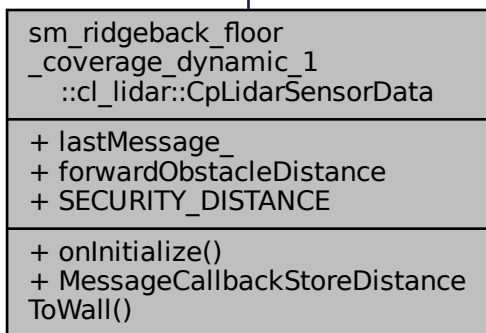 sm_ridgeback_floor
_coverage_dynamic_1
::cl_lidar::CpLidarSensorData
+ lastMessage_
+ forwardObstacleDistance
+ SECURITY_DISTANCE
+ onInitialize()
+ MessageCallbackStoreDistance
ToWall()